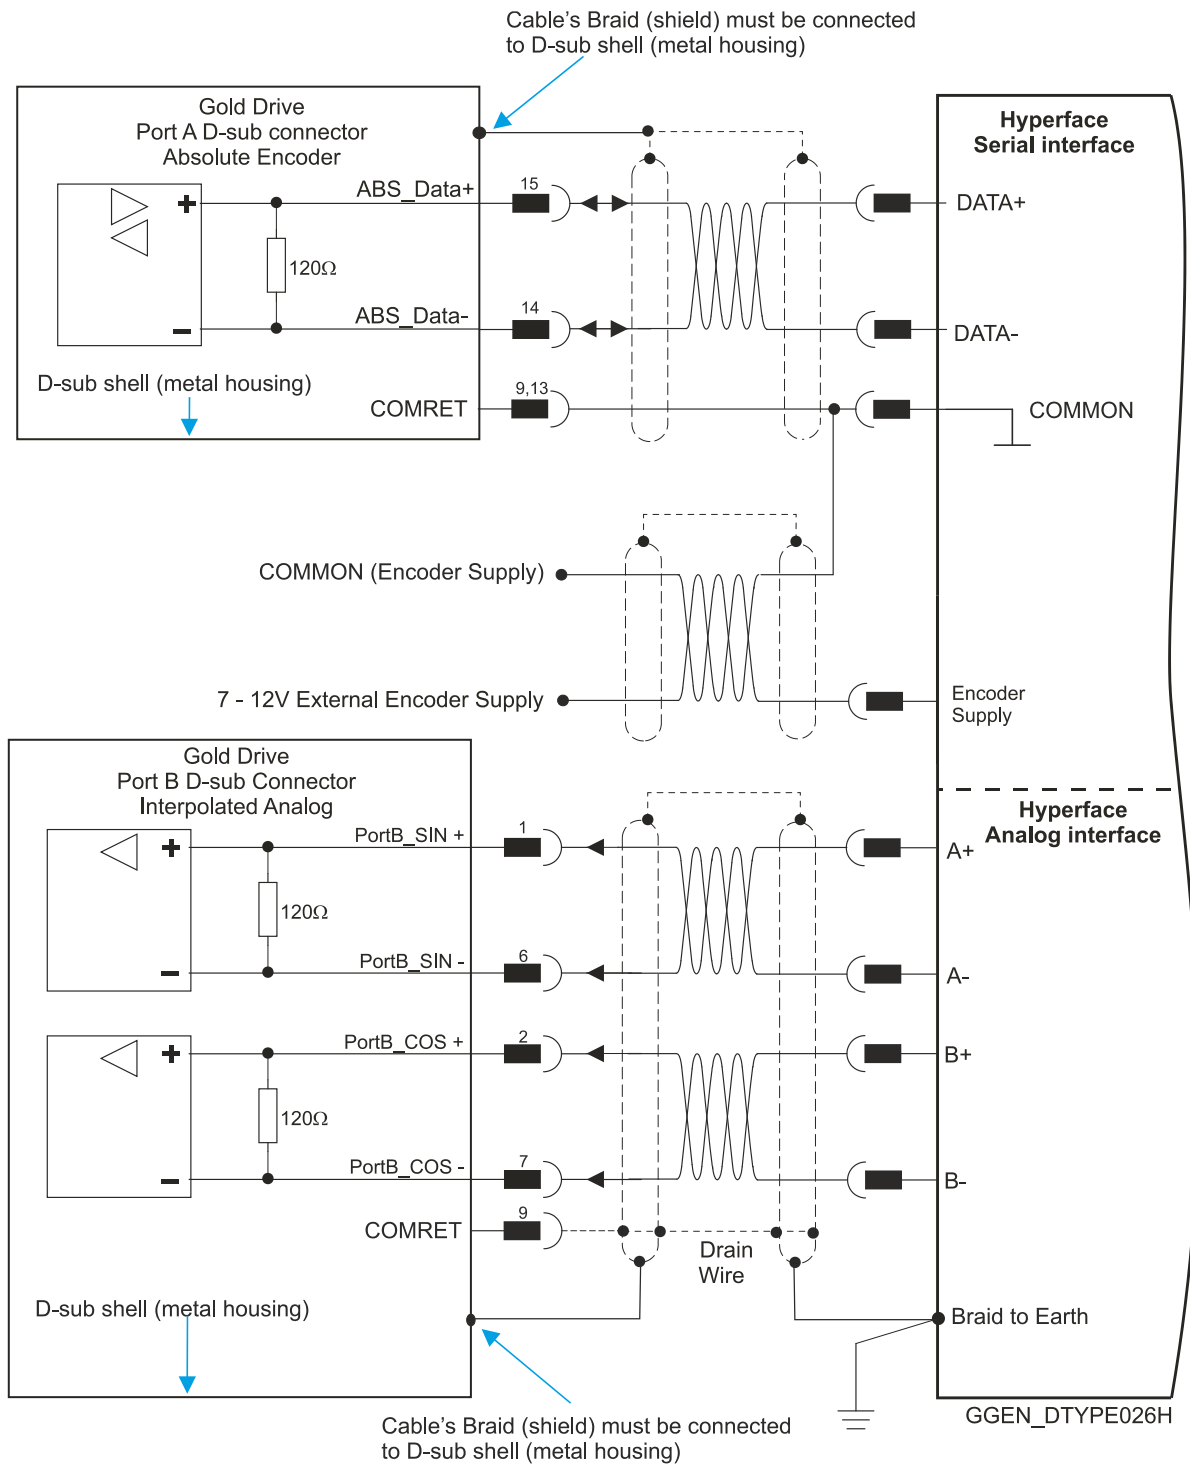 Cable's Braid (shield) must be connected
to D-sub shell (metal housing)
Gold Drive
Port A D-sub connector
Absolute Encoder
Hyperface
Serial interface
ABS_Data+
15
DATA+
+
120Ω
ABS_Data-
14
DATA-
-
D-sub shell (metal housing)
COMRET
9,13
COMMON
COMMON (Encoder Supply)
7 - 12V External Encoder Supply
Encoder
Supply
Gold Drive
Port B D-sub Connector
Interpolated Analog
Hyperface
Analog interface
PortB_SIN +
1
A+
+
120Ω
PortB_SIN -
6
A-
-
PortB_COS +
2
B+
+
120Ω
PortB_COS -
7
B-
-
COMRET
9
Drain
Wire
D-sub shell (metal housing)
Braid to Earth
Cable's Braid (shield) must be connected
to D-sub shell (metal housing)
GGEN_DTYPE026H